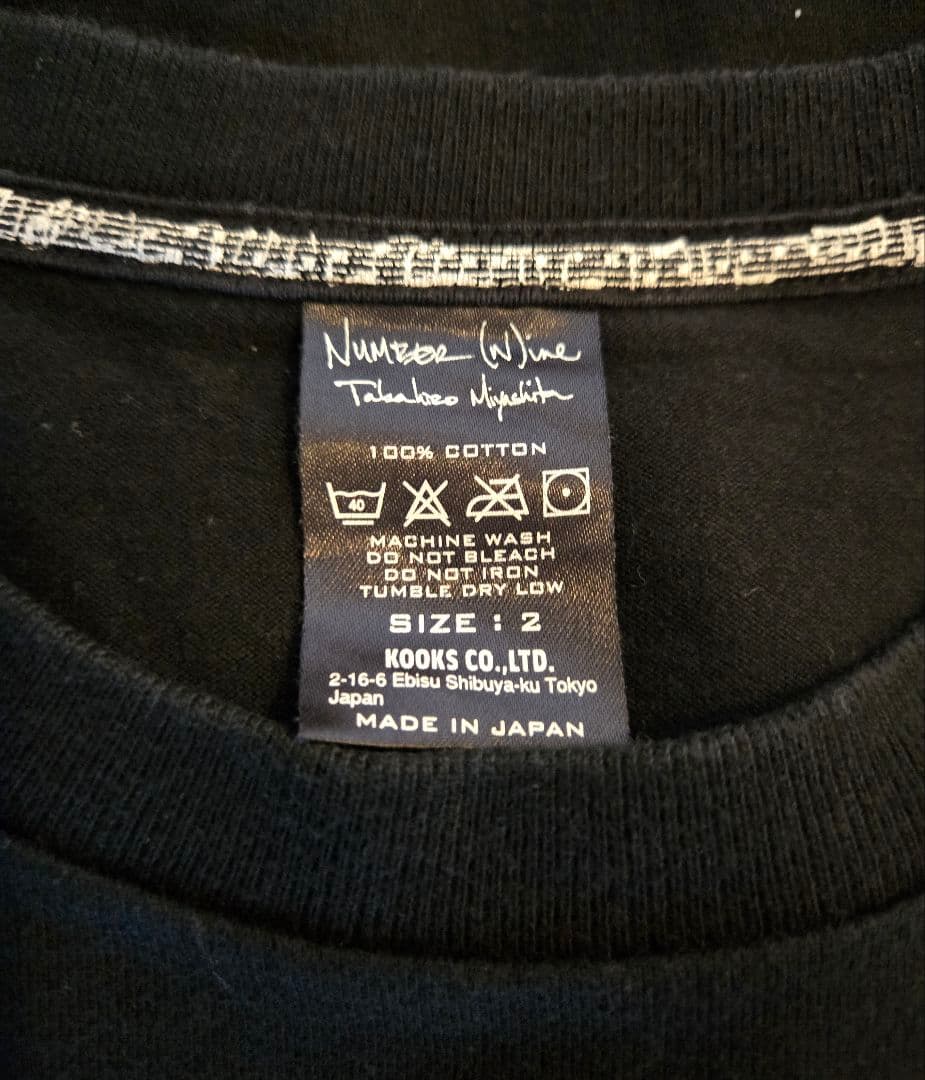 NUMBER (N)ine
Takahiro Miyashita
100% COTTON
40
MACHINE WASH
DO NOT BLEACH
DO NOT IRON
TUMBLE DRY LOW
SIZE : 2
KOOKS CO.,LTD.
2-16-6 Ebisu Shibuya-ku Tokyo
Japan
MADE IN JAPAN